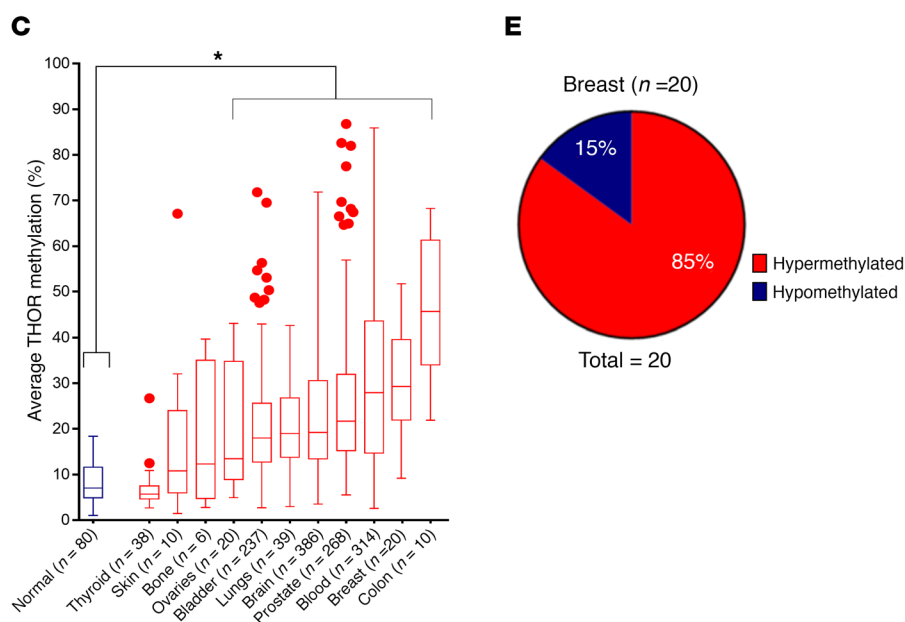 C
*
100
90
80
70
60
50
40
30
20
10
0
Average THOR methylation (%)
Normal (n = 80)
Thyroid (n = 38)
Skin (n = 10)
Bone (n = 6)
Ovaries (n = 20)
Bladder (n = 237)
Lungs (n = 39)
Brain (n = 386)
Prostate (n = 268)
Blood (n = 314)
Breast (n =20)
Colon (n = 10)
E
Breast (n =20)
15%
85%
Hypermethylated
Hypomethylated
Total = 20